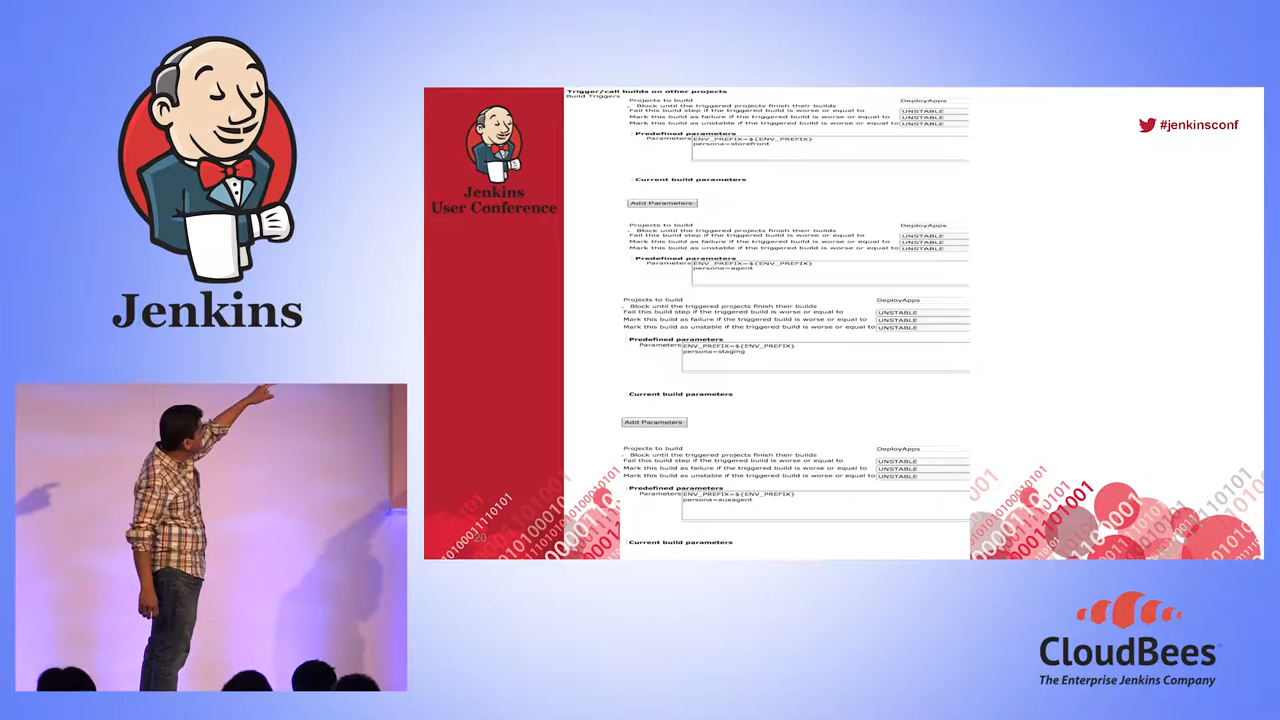 Jenkins
Trigger/call builds on other projects
Build Triggers
Projects to build DeployApps
Block until the triggered projects finish their builds
Fail this build step if the triggered build is worse or equal to UNSTABLE
Mark this build as failure if the triggered build is worse or equal to UNSTABLE
Mark this build as unstable if the triggered build is worse or equal to UNSTABLE
Predefined parameters
Parameters ENV_PREFIX=${ENV_PREFIX}
persona=storefront
Current build parameters
Add Parameters
Projects to build DeployApps
Block until the triggered projects finish their builds
Fail this build step if the triggered build is worse or equal to UNSTABLE
Mark this build as failure if the triggered build is worse or equal to UNSTABLE
Mark this build as unstable if the triggered build is worse or equal to UNSTABLE
Predefined parameters
Parameters ENV_PREFIX=${ENV_PREFIX}
persona=agent
Projects to build DeployApps
Block until the triggered projects finish their builds
Fail this build step if the triggered build is worse or equal to UNSTABLE
Mark this build as failure if the triggered build is worse or equal to UNSTABLE
Mark this build as unstable if the triggered build is worse or equal to UNSTABLE
Predefined parameters
Parameters ENV_PREFIX=${ENV_PREFIX}
persona=staging
Current build parameters
Add Parameters
Projects to build DeployApps
Block until the triggered projects finish their builds
Fail this build step if the triggered build is worse or equal to UNSTABLE
Mark this build as failure if the triggered build is worse or equal to UNSTABLE
Mark this build as unstable if the triggered build is worse or equal to UNSTABLE
Predefined parameters
Parameters ENV_PREFIX=${ENV_PREFIX}
persona=auxagent
Current build parameters
Jenkins
User Conference
#jenkinsconf
20
CloudBees
The Enterprise Jenkins Company